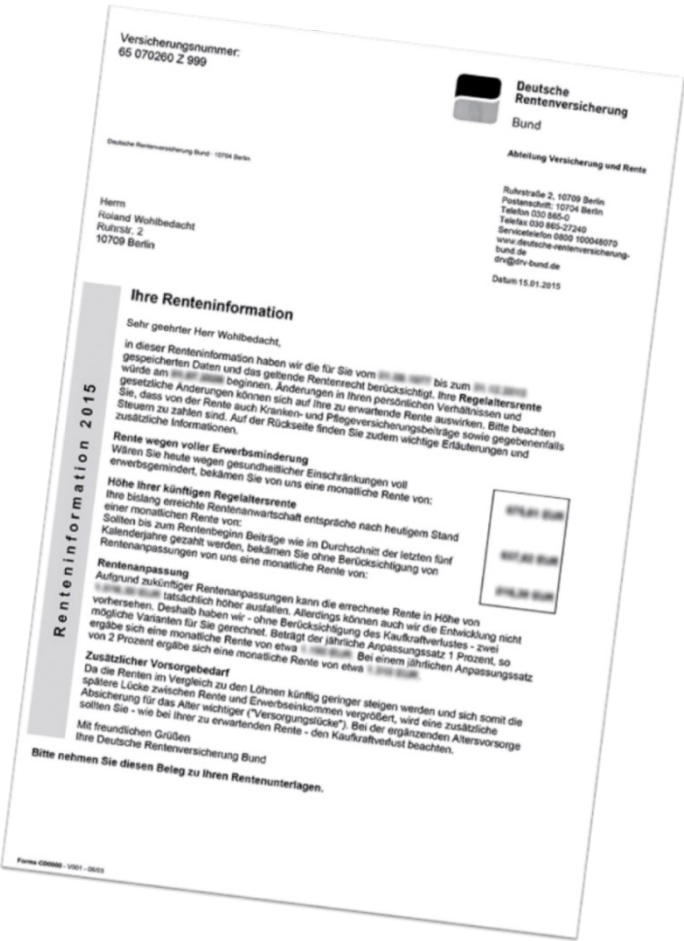 Versicherungsnummer:
65 070260 Z 999
Deutsche
Rentenversicherung
Bund
Deutsche Rentenversicherung Bund · 10704 Berlin
Abteilung Versicherung und Rente
Ruhrstraße 2, 10709 Berlin
Postanschrift: 10704 Berlin
Telefon 030 865-0
Telefax 030 865-27240
Servicetelefon 0800 100048070
www.deutsche-rentenversicherung-
bund.de
drv@drv-bund.de
Datum 15.01.2015
Herrn
Roland Wohlbedacht
Ruhrstr. 2
10709 Berlin
Renteninformation 2015
Ihre Renteninformation
Sehr geehrter Herr Wohlbedacht,
in dieser Renteninformation haben wir die für Sie vom bis zum
gespeicherten Daten und das geltende Rentenrecht berücksichtigt. Ihre Regelaltersrente
würde am beginnen. Änderungen in Ihren persönlichen Verhältnissen und
gesetzliche Änderungen können sich auf Ihre zu erwartende Rente auswirken. Bitte beachten
Sie, dass von der Rente auch Kranken- und Pflegeversicherungsbeiträge sowie gegebenenfalls
Steuern zu zahlen sind. Auf der Rückseite finden Sie zudem wichtige Erläuterungen und
zusätzliche Informationen.
Rente wegen voller Erwerbsminderung
Wären Sie heute wegen gesundheitlicher Einschränkungen voll
erwerbsgemindert, bekämen Sie von uns eine monatliche Rente von:
Höhe Ihrer künftigen Regelaltersrente
Ihre bislang erreichte Rentenanwartschaft entspräche nach heutigem Stand
einer monatlichen Rente von:
Sollten bis zum Rentenbeginn Beiträge wie im Durchschnitt der letzten fünf
Kalenderjahre gezahlt werden, bekämen Sie ohne Berücksichtigung von
Rentenanpassungen von uns eine monatliche Rente von:
Rentenanpassung
Aufgrund zukünftiger Rentenanpassungen kann die errechnete Rente in Höhe von
tatsächlich höher ausfallen. Allerdings können auch wir die Entwicklung nicht
vorhersehen. Deshalb haben wir - ohne Berücksichtigung des Kaufkraftverlustes - zwei
mögliche Varianten für Sie gerechnet. Beträgt der jährliche Anpassungssatz 1 Prozent, so
ergäbe sich eine monatliche Rente von etwa Bei einem jährlichen Anpassungssatz
von 2 Prozent ergäbe sich eine monatliche Rente von etwa
Zusätzlicher Vorsorgebedarf
Da die Renten im Vergleich zu den Löhnen künftig geringer steigen werden und sich somit die
spätere Lücke zwischen Rente und Erwerbseinkommen vergrößert, wird eine zusätzliche
Absicherung für das Alter wichtiger ("Versorgungslücke"). Bei der ergänzenden Altersvorsorge
sollten Sie - wie bei Ihrer zu erwartenden Rente - den Kaufkraftverlust beachten.
Mit freundlichen Grüßen
Ihre Deutsche Rentenversicherung Bund
Bitte nehmen Sie diesen Beleg zu Ihren Rentenunterlagen.